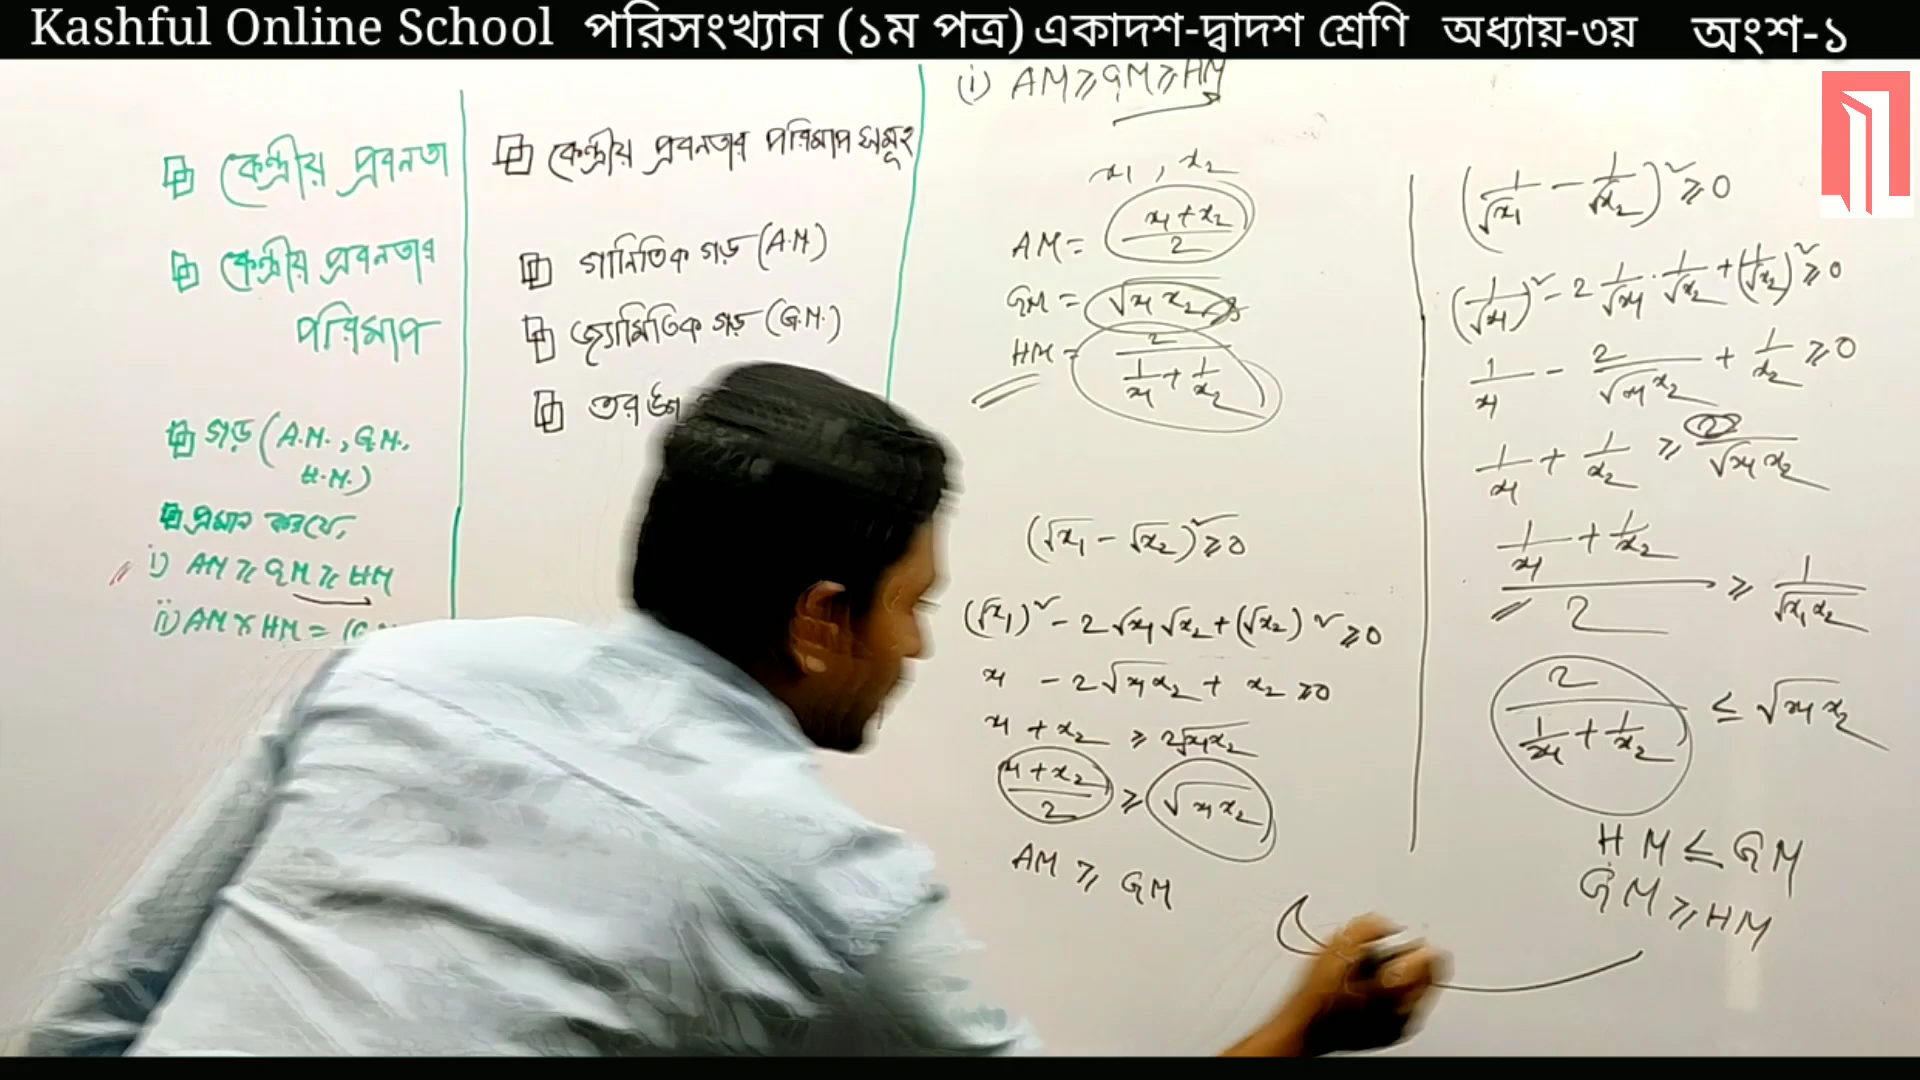 Kashful Online School পরিসংখ্যান (১ম পত্র) একাদশ-দ্বাদশ শ্রেণি অধ্যায়-৩য় অংশ-১
কেন্দ্রীয় প্রবনতা
কেন্দ্রীয় প্রবনতার
পরিমাপ
গড় (A.M., G.M.,
H.M.)
প্রমান কর যে,
i) AM ≥ GM ≥ HM
ii) AM × HM = (G
কেন্দ্রীয় প্রবনতার পরিমাপ সমূহ
গানিতিক গড় (A.M)
জ্যামিতিক গড় (G.M.)
(i) AM ≥ GM ≥ HM
x₁, x₂
AM = (x₁ + x₂)/2
GM = √(x₁ x₂)
HM = 2/(1/x₁ + 1/x₂)
(√x₁ - √x₂)² ≥ 0
(√x₁)² - 2√x₁√x₂ + (√x₂)² ≥ 0
x₁ - 2√(x₁x₂) + x₂ ≥ 0
x₁ + x₂ ≥ 2√(x₁x₂)
(x₁ + x₂)/2 ≥ √(x₁x₂)
AM ≥ GM
(1/√x₁ - 1/√x₂)² ≥ 0
(1/√x₁)² - 2 1/√x₁ · 1/√x₂ + (1/√x₂)² ≥ 0
1/x₁ - 2/√(x₁x₂) + 1/x₂ ≥ 0
1/x₁ + 1/x₂ ≥ 2/√(x₁x₂)
(1/x₁ + 1/x₂)/2 ≥ 1/√(x₁x₂)
2/(1/x₁ + 1/x₂) ≤ √(x₁x₂)
HM ≤ GM
GM ≥ HM